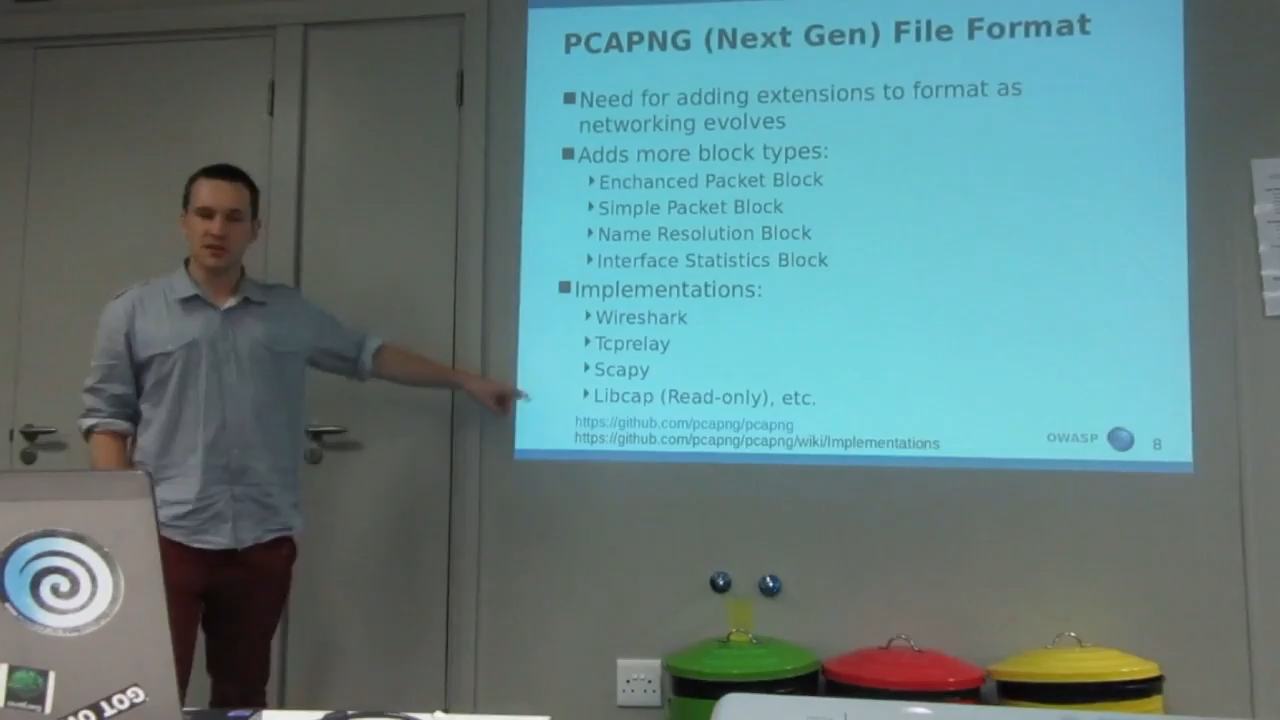 PCAPNG (Next Gen) File Format
Need for adding extensions to format as
networking evolves
Adds more block types:
Enchanced Packet Block
Simple Packet Block
Name Resolution Block
Interface Statistics Block
Implementations:
Wireshark
Tcprelay
Scapy
Libcap (Read-only), etc.
https://github.com/pcapng/pcapng
https://github.com/pcapng/pcapng/wiki/Implementations
OWASP 8
GOT